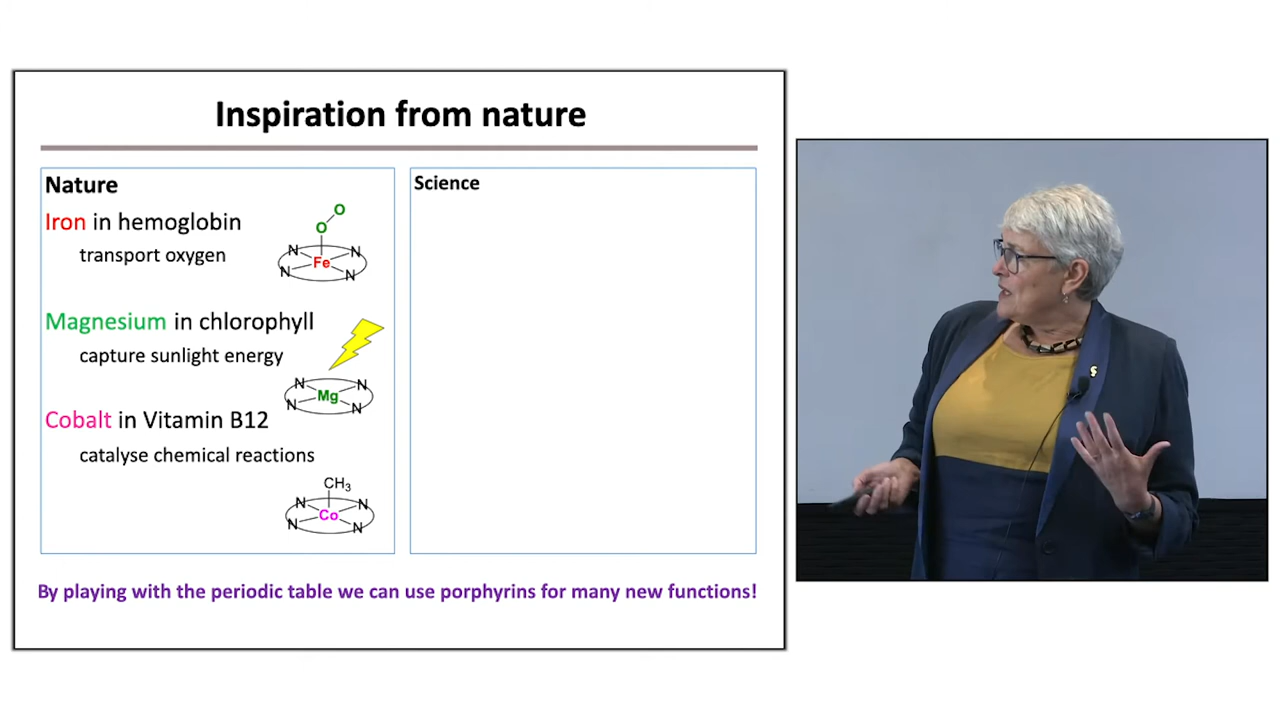 Inspiration from nature
Nature
Iron in hemoglobin
transport oxygen
O
O
N
N
Fe
N
N
Magnesium in chlorophyll
capture sunlight energy
N
N
Mg
N
N
Cobalt in Vitamin B12
catalyse chemical reactions
CH3
N
N
Co
N
N
Science
By playing with the periodic table we can use porphyrins for many new functions!